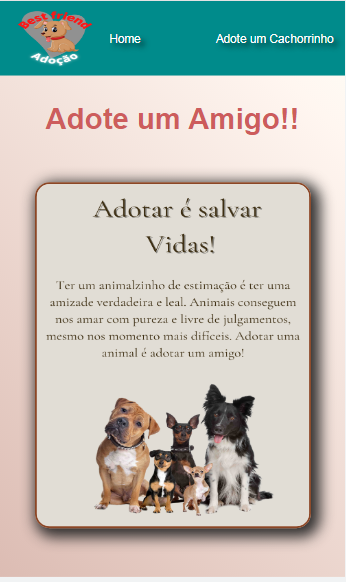 Best Friend
Adoção
Home
Adote um Cachorrinho
Adote um Amigo!!
Adotar é salvar
Vidas!
Ter um animalzinho de estimação é ter uma
amizade verdadeira e leal. Animais conseguem
nos amar com pureza e livre de julgamentos,
mesmo nos momento mais difíceis. Adotar uma
animal é adotar um amigo!